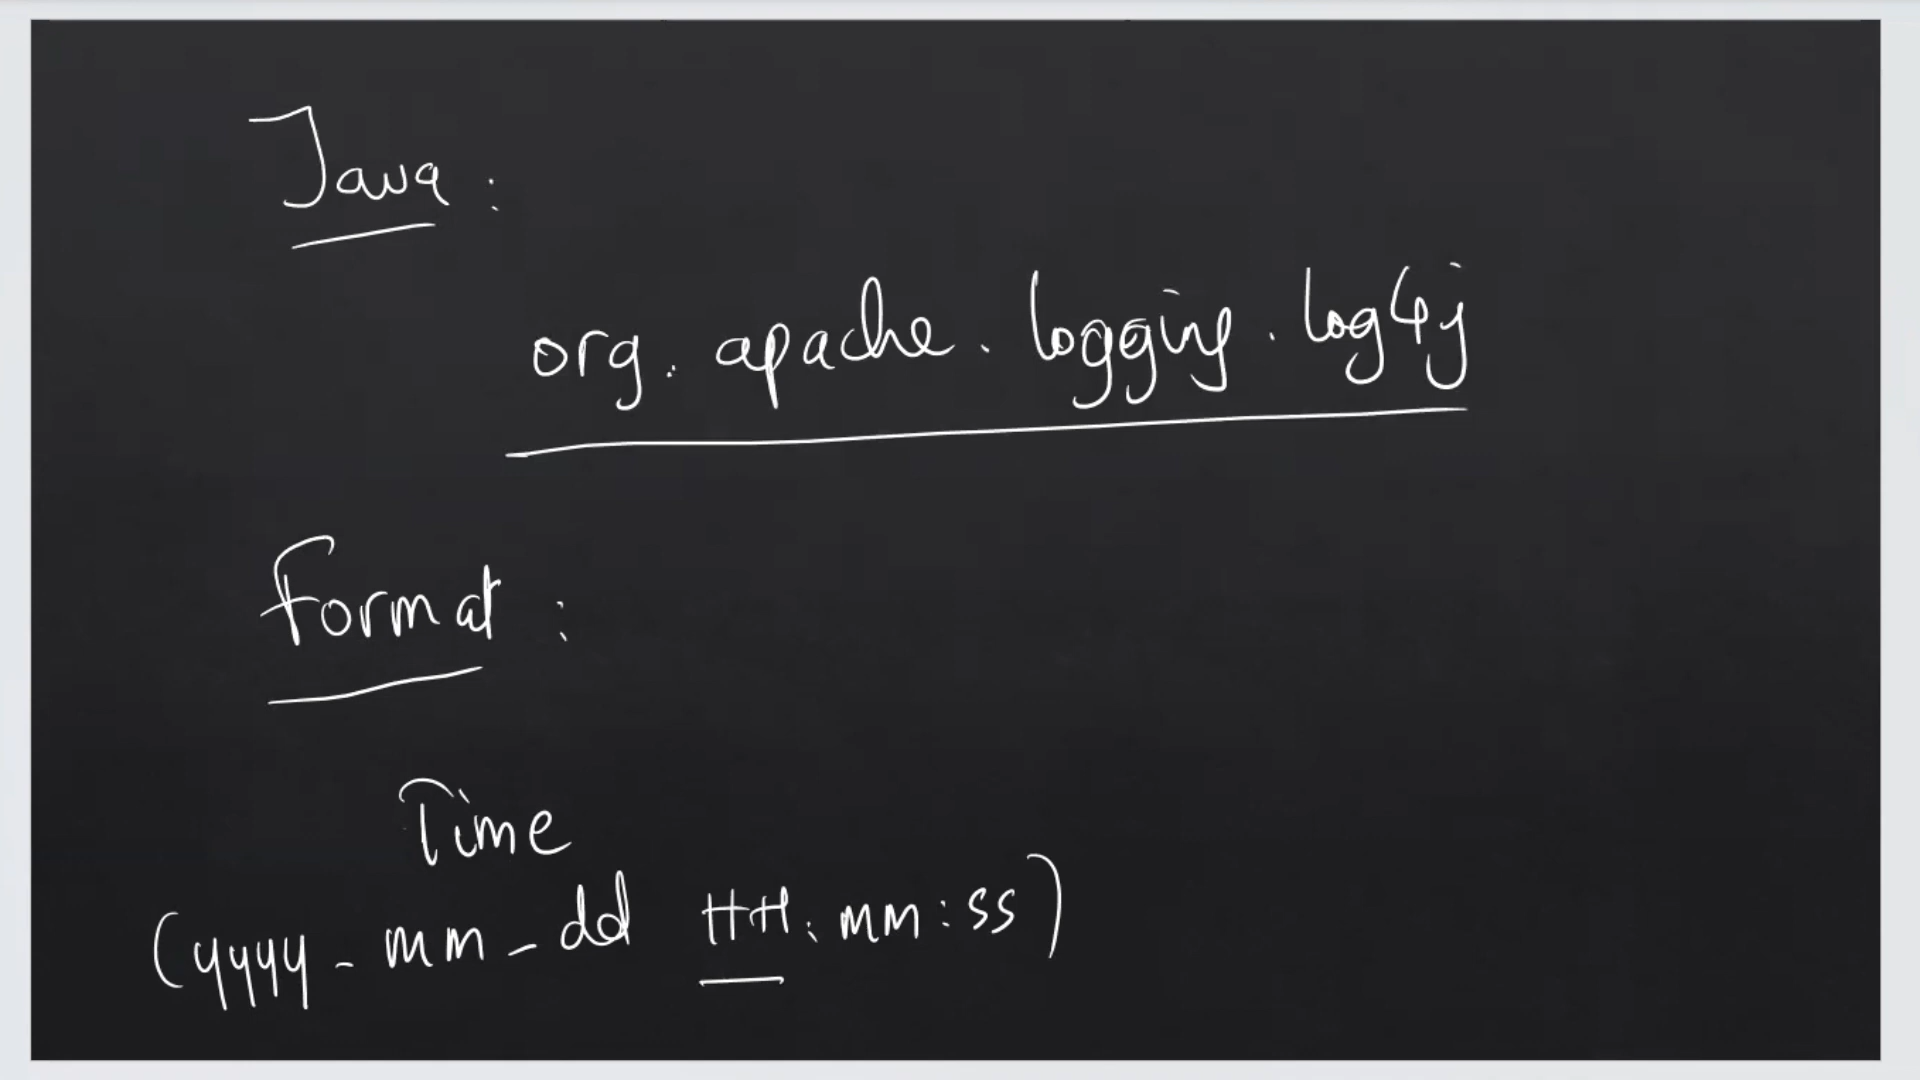 Java :
org. apache. logging. log4j
Format :
Time
(yyyy - mm - dd HH: mm: ss)